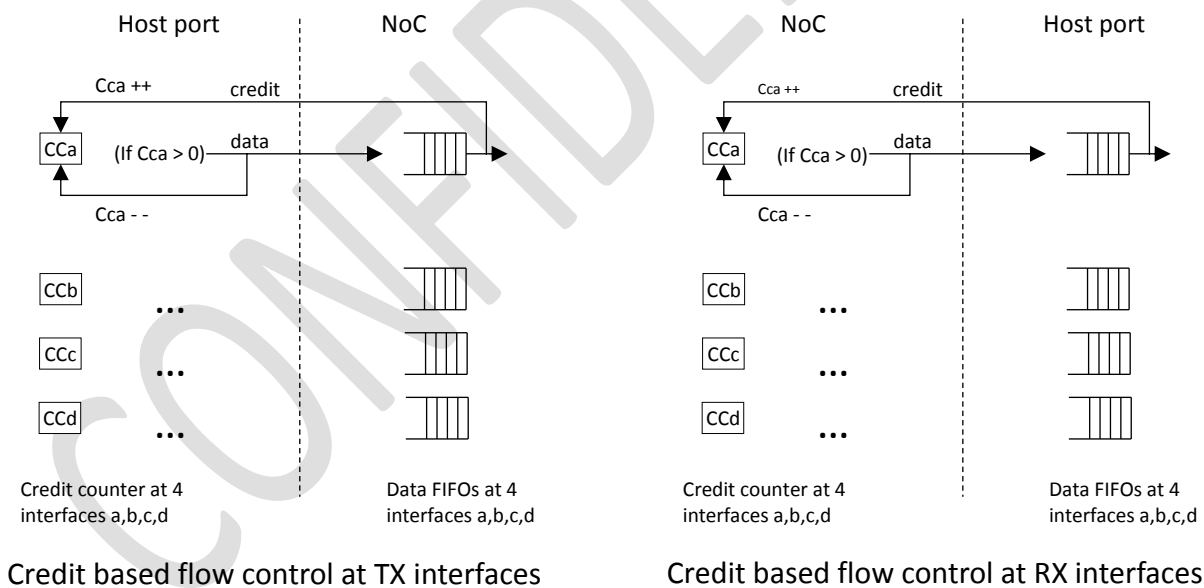 Host port
NoC
NoC
Host port
Cca ++
credit
Cca ++
credit
CCa
(If Cca > 0)
data
CCa
(If Cca > 0)
data
Cca - -
Cca - -
CCb
...
CCb
...
CCc
...
CCc
...
CCd
...
CCd
...
Credit counter at 4
interfaces a,b,c,d
Data FIFOs at 4
interfaces a,b,c,d
Credit counter at 4
interfaces a,b,c,d
Data FIFOs at 4
interfaces a,b,c,d
Credit based flow control at TX interfaces
Credit based flow control at RX interfaces